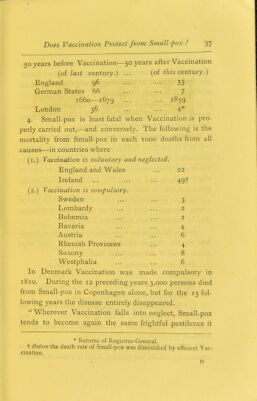 Does Vaccination Protect from Small-pox? 37
50 years before Vaccination—50 years after Vaccination
(of last century.) ... (of this century.)
England 96 ... ... 35
German States 66 ... ... 7
1660—1679 ... ... 1859
London 36 ... ... 4*
4. Small-pox is least fatal when Vaccination is pro-
perly carried out,—and conversely. The following is the
mortality from Small-pox in each 1000 deaths from all
causes—in countries where
(1.) Vaccination is voluntary and neglected.
England and Wales ... 22
Ireland ... ... ... 49†
(2.) Vaccination is compulsory.
Sweden ... ... 3
Lombardy ... ... 2
Bohemia ... ... 2
Bavaria ... ... 4
Austria ... ... 6
Rhenish Provinces ... 4
Saxony ... ... 8
Westphalia ... ... 6
In Denmark Vaccination was made compulsory in
1810. During the 12 preceding years 3,000 persons died
from Small-pox in Copenhagen alone, but for the 15 fol-
lowing years the disease entirely disappeared.
"Wherever Vaccination falls into neglect, Small-pox
tends to become again the same frightful pestilence it
* Returns of Registrar-General.
† Before the death rate of Small-pox was diminished by efficient Vac-
cination.
D